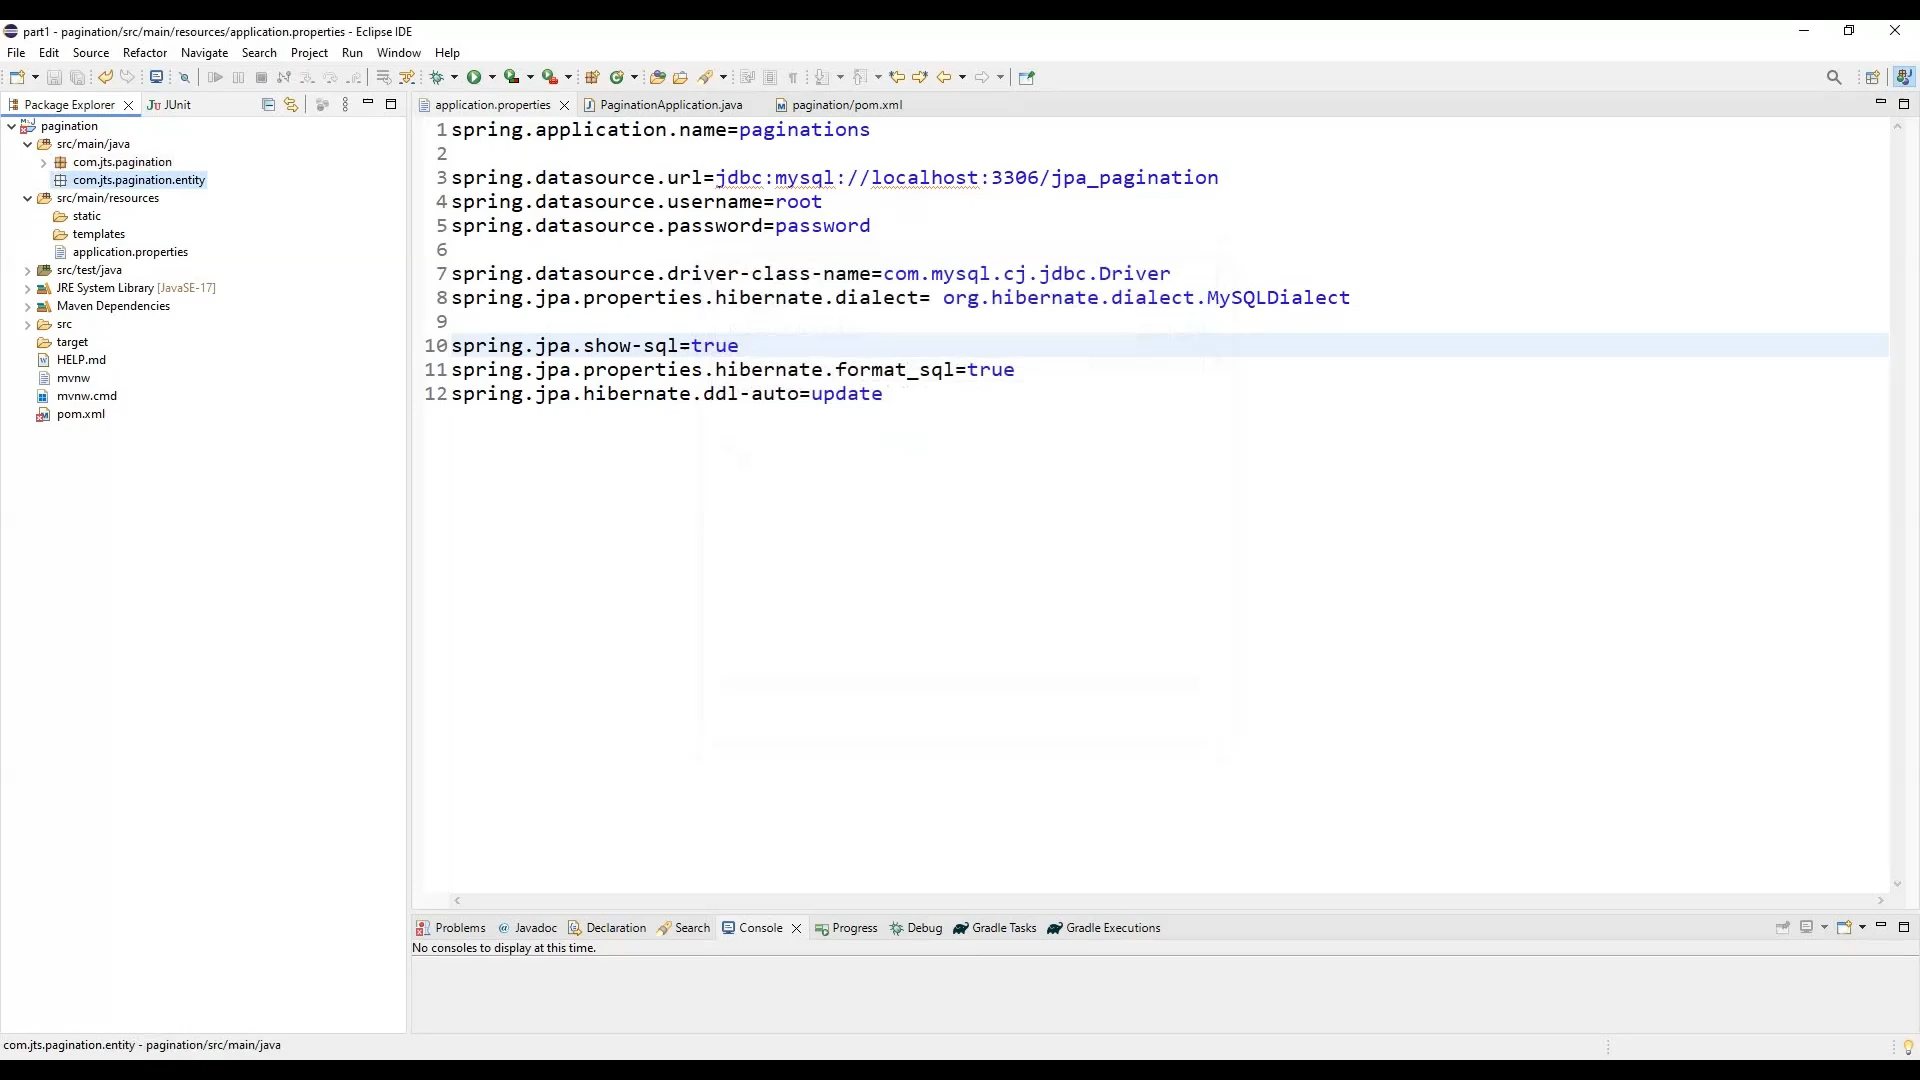 part1 - pagination/src/main/resources/application.properties - Eclipse IDE
File Edit Source Refactor Navigate Search Project Run Window Help
Package Explorer JUnit
application.properties PaginationApplication.java pagination/pom.xml
pagination
src/main/java
com.jts.pagination
com.jts.pagination.entity
src/main/resources
static
templates
application.properties
src/test/java
JRE System Library [JavaSE-17]
Maven Dependencies
src
target
HELP.md
mvnw
mvnw.cmd
pom.xml
1 spring.application.name=paginations
2
3 spring.datasource.url=jdbc:mysql://localhost:3306/jpa_pagination
4 spring.datasource.username=root
5 spring.datasource.password=password
6
7 spring.datasource.driver-class-name=com.mysql.cj.jdbc.Driver
8 spring.jpa.properties.hibernate.dialect= org.hibernate.dialect.MySQLDialect
9
10 spring.jpa.show-sql=true
11 spring.jpa.properties.hibernate.format_sql=true
12 spring.jpa.hibernate.ddl-auto=update
Problems Javadoc Declaration Search Console Progress Debug Gradle Tasks Gradle Executions
No consoles to display at this time.
com.jts.pagination.entity - pagination/src/main/java